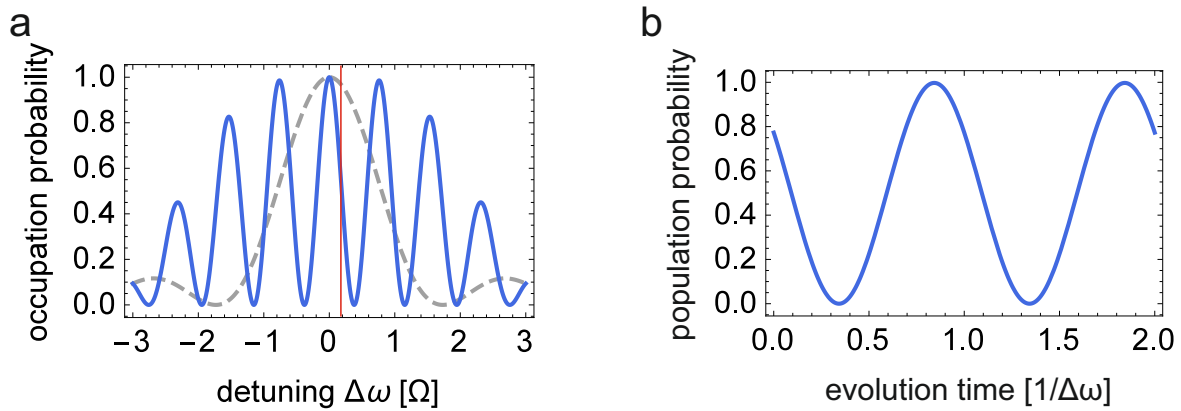 a
occupation probability
1.0
0.8
0.6
0.4
0.2
0.0
−3 −2 −1 0 1 2 3
detuning Δω [Ω]
b
population probability
1.0
0.8
0.6
0.4
0.2
0.0
0.0 0.5 1.0 1.5 2.0
evolution time [1/Δω]